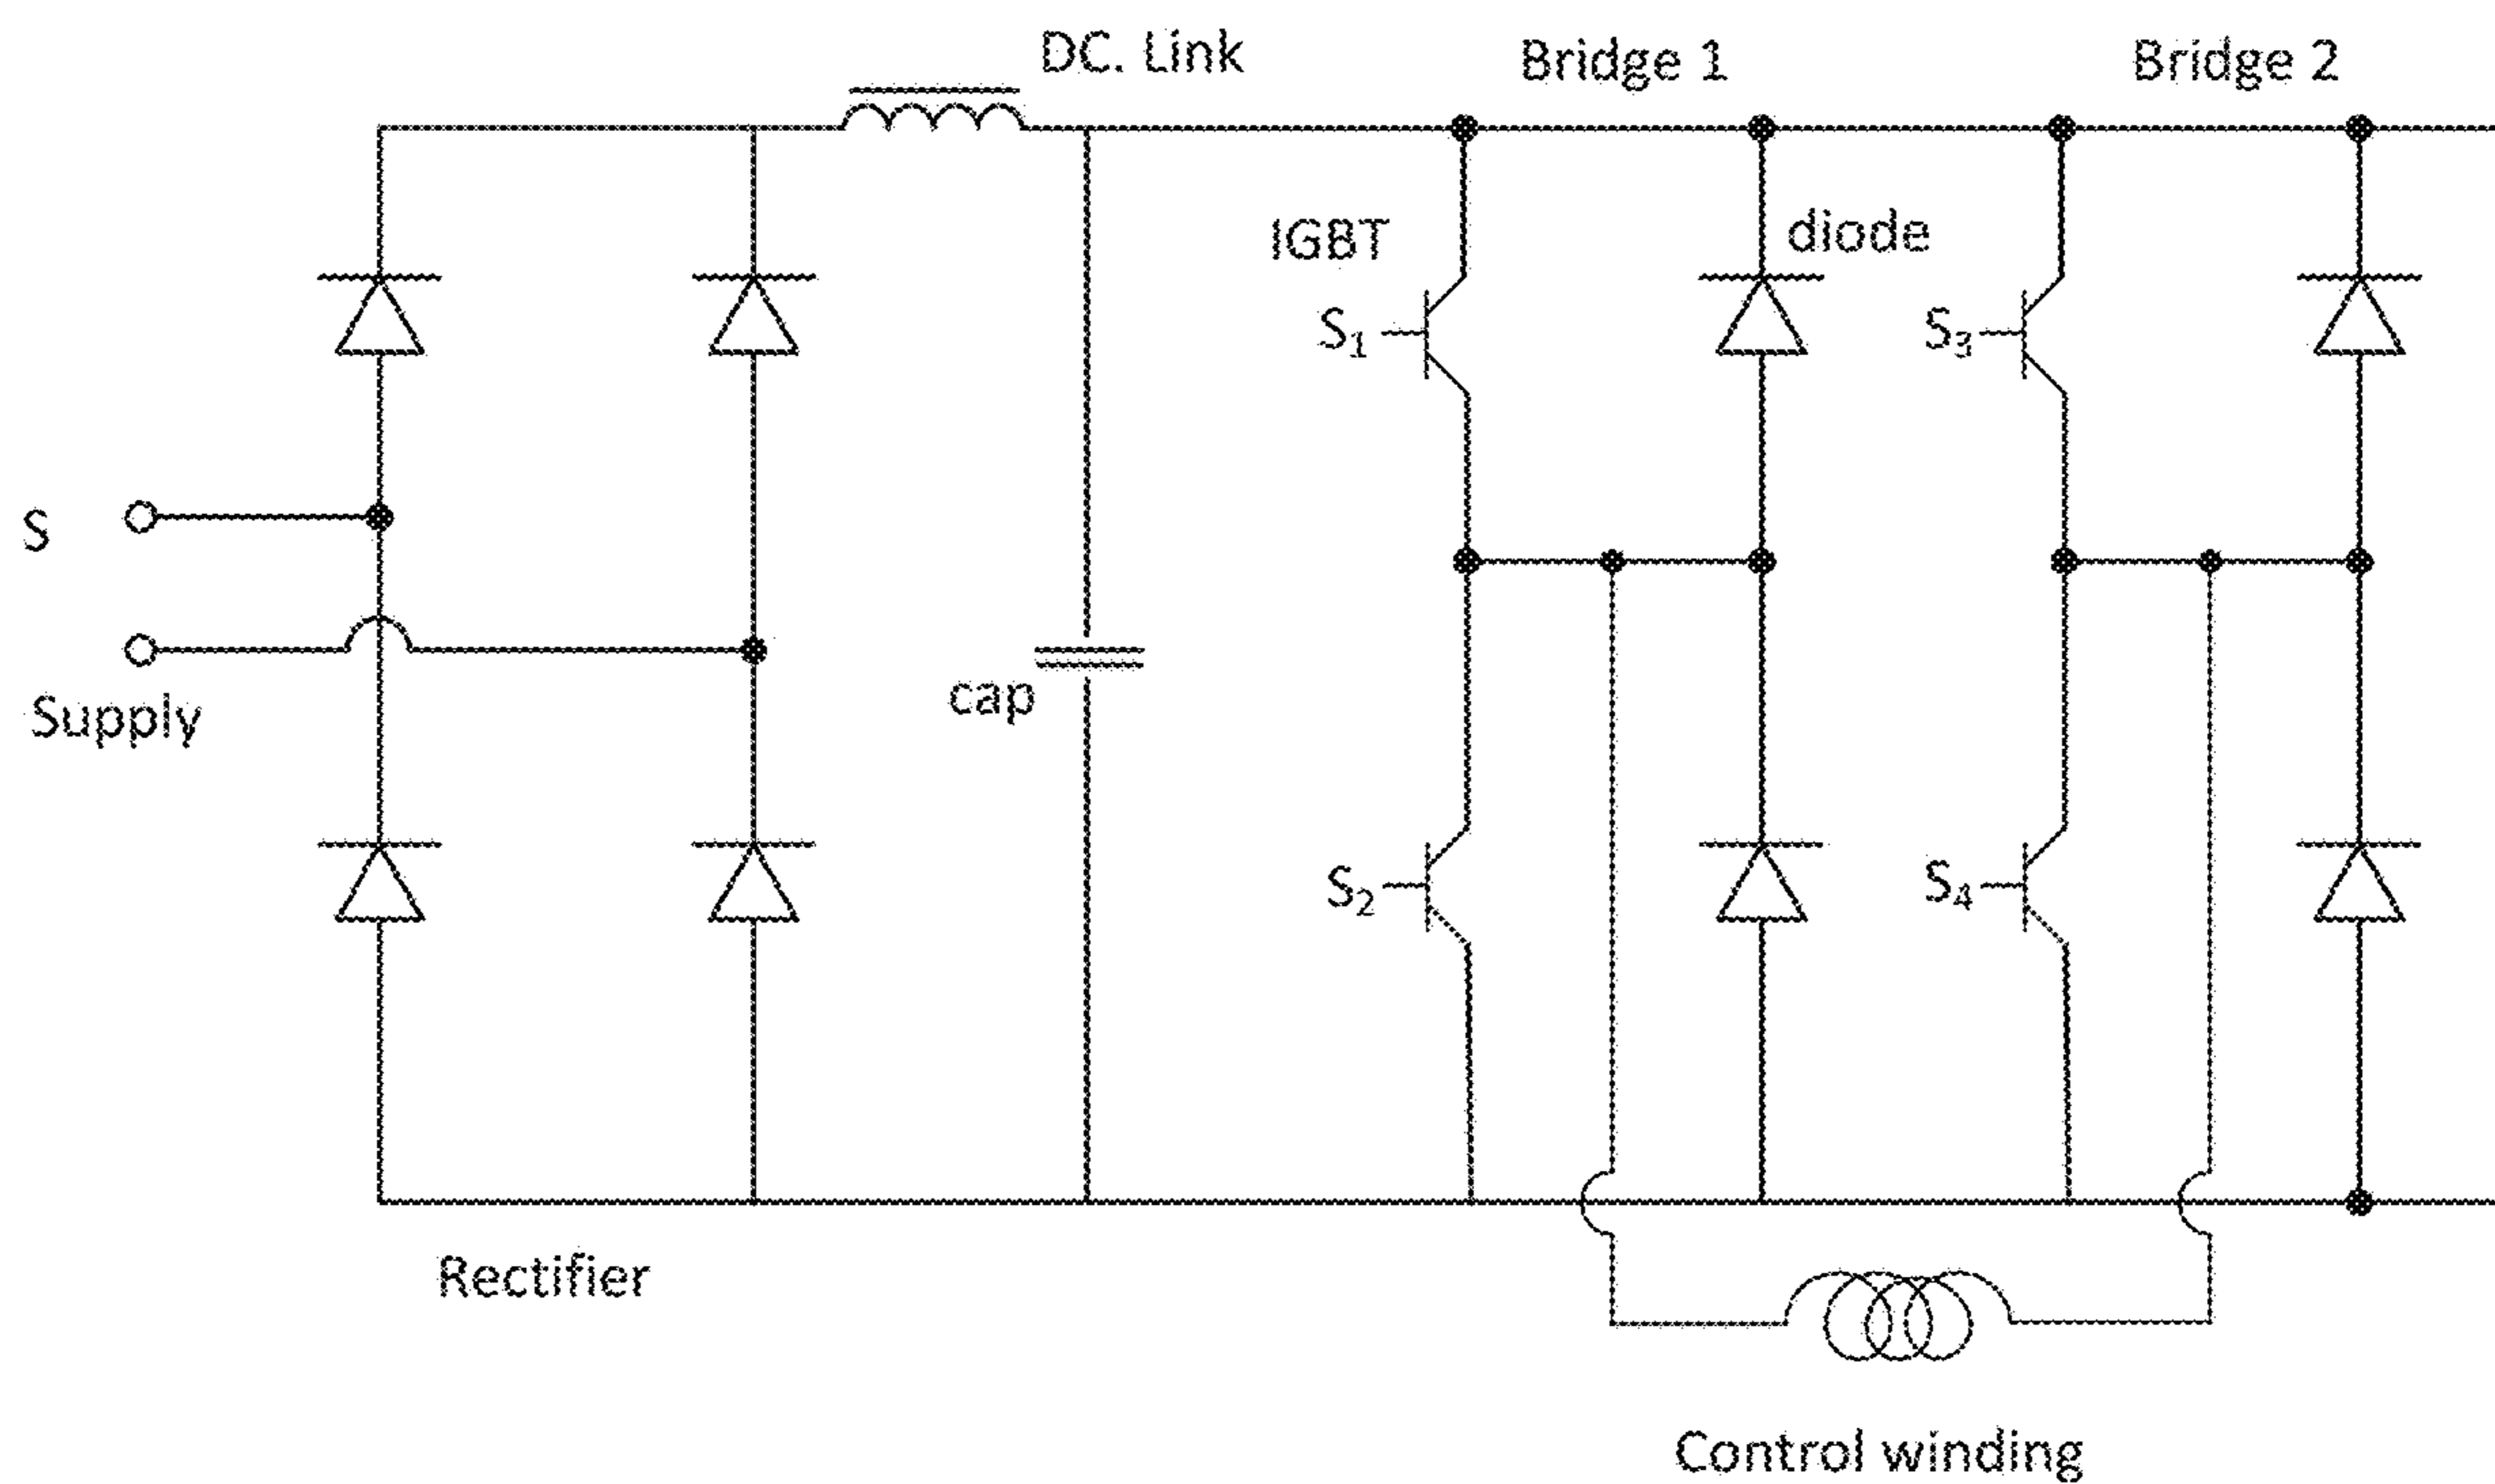 DC. Link
Bridge 1
Bridge 2
IGBT
diode
S₁
S₃
S
Supply
cap
S₂
S₄
Rectifier
Control winding